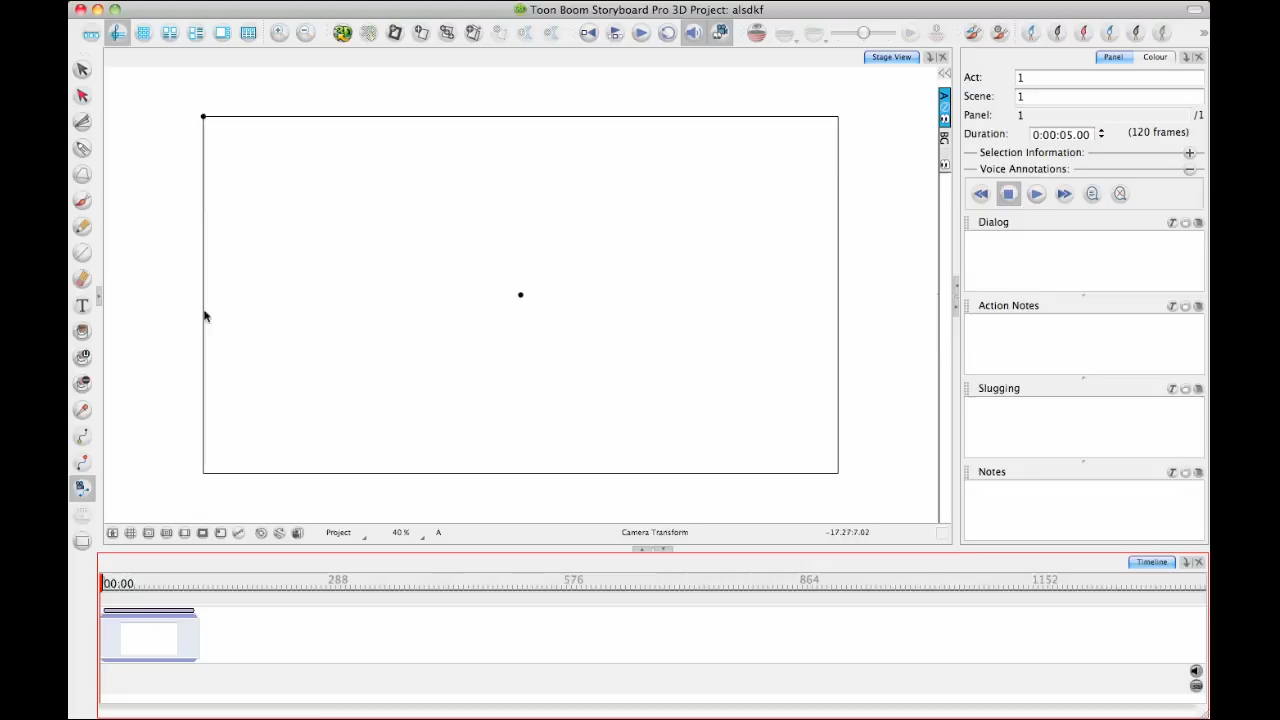 Toon Boom Storyboard Pro 3D Project: alsdkf
Stage View
Panel
Colour
Act: 1
Scene: 1
Panel: 1 /1
Duration: 0:00:05.00 (120 frames)
Selection Information:
Voice Annotations:
Dialog
Action Notes
Slugging
Notes
A
BG
T
Project 40 % A Camera Transform -17.27:7.02
Timeline
00:00 288 576 864 1152